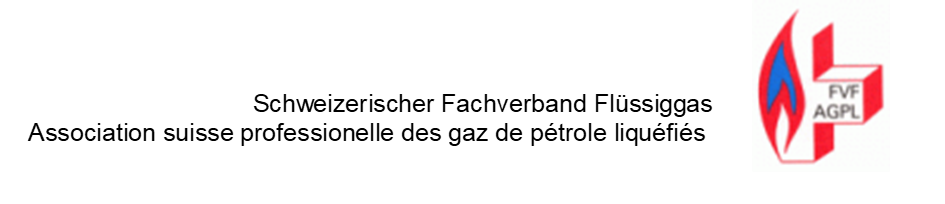 Schweizerischer Fachverband Flüssiggas
Association suisse professionelle des gaz de pétrole liquéfiés
FVF
AGPL